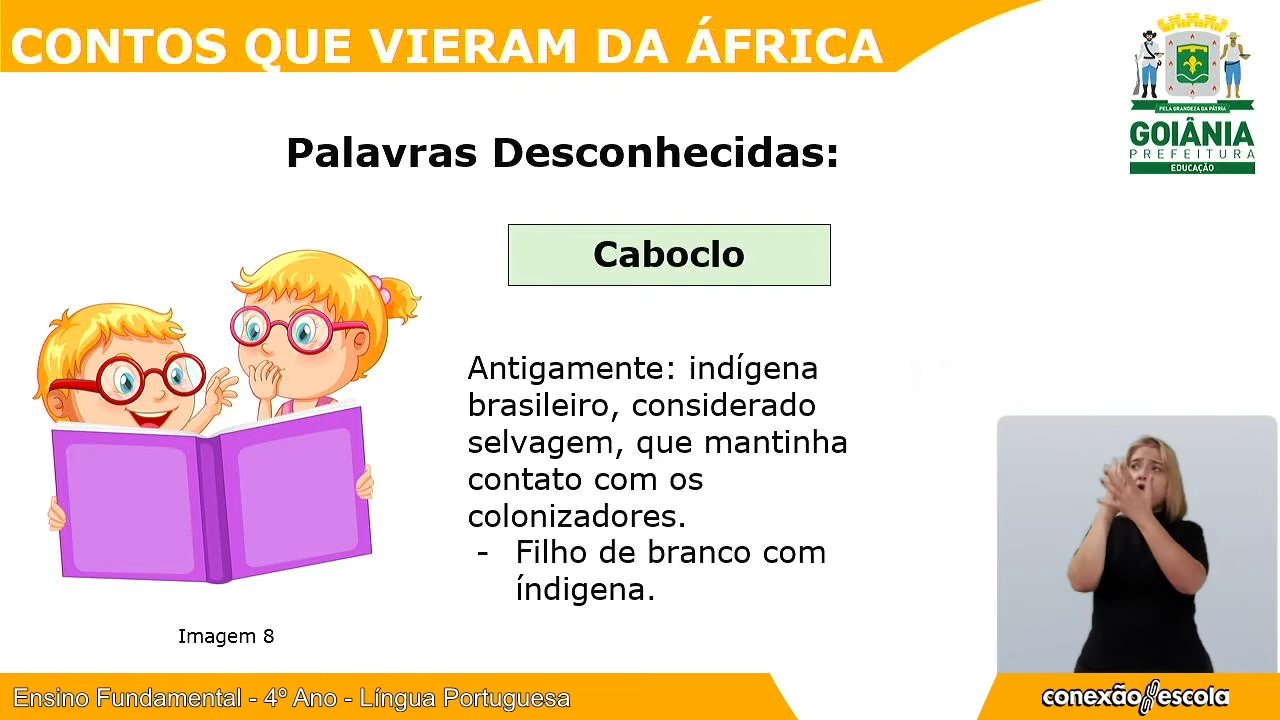 CONTOS QUE VIERAM DA ÁFRICA
PELA GRANDEZA DA PÁTRIA
GOIÂNIA
PREFEITURA
EDUCAÇÃO
Palavras Desconhecidas:
Caboclo
Antigamente: indígena
brasileiro, considerado
selvagem, que mantinha
contato com os
colonizadores.
- Filho de branco com
índigena.
Imagem 8
Ensino Fundamental - 4º Ano - Língua Portuguesa
conexão escola